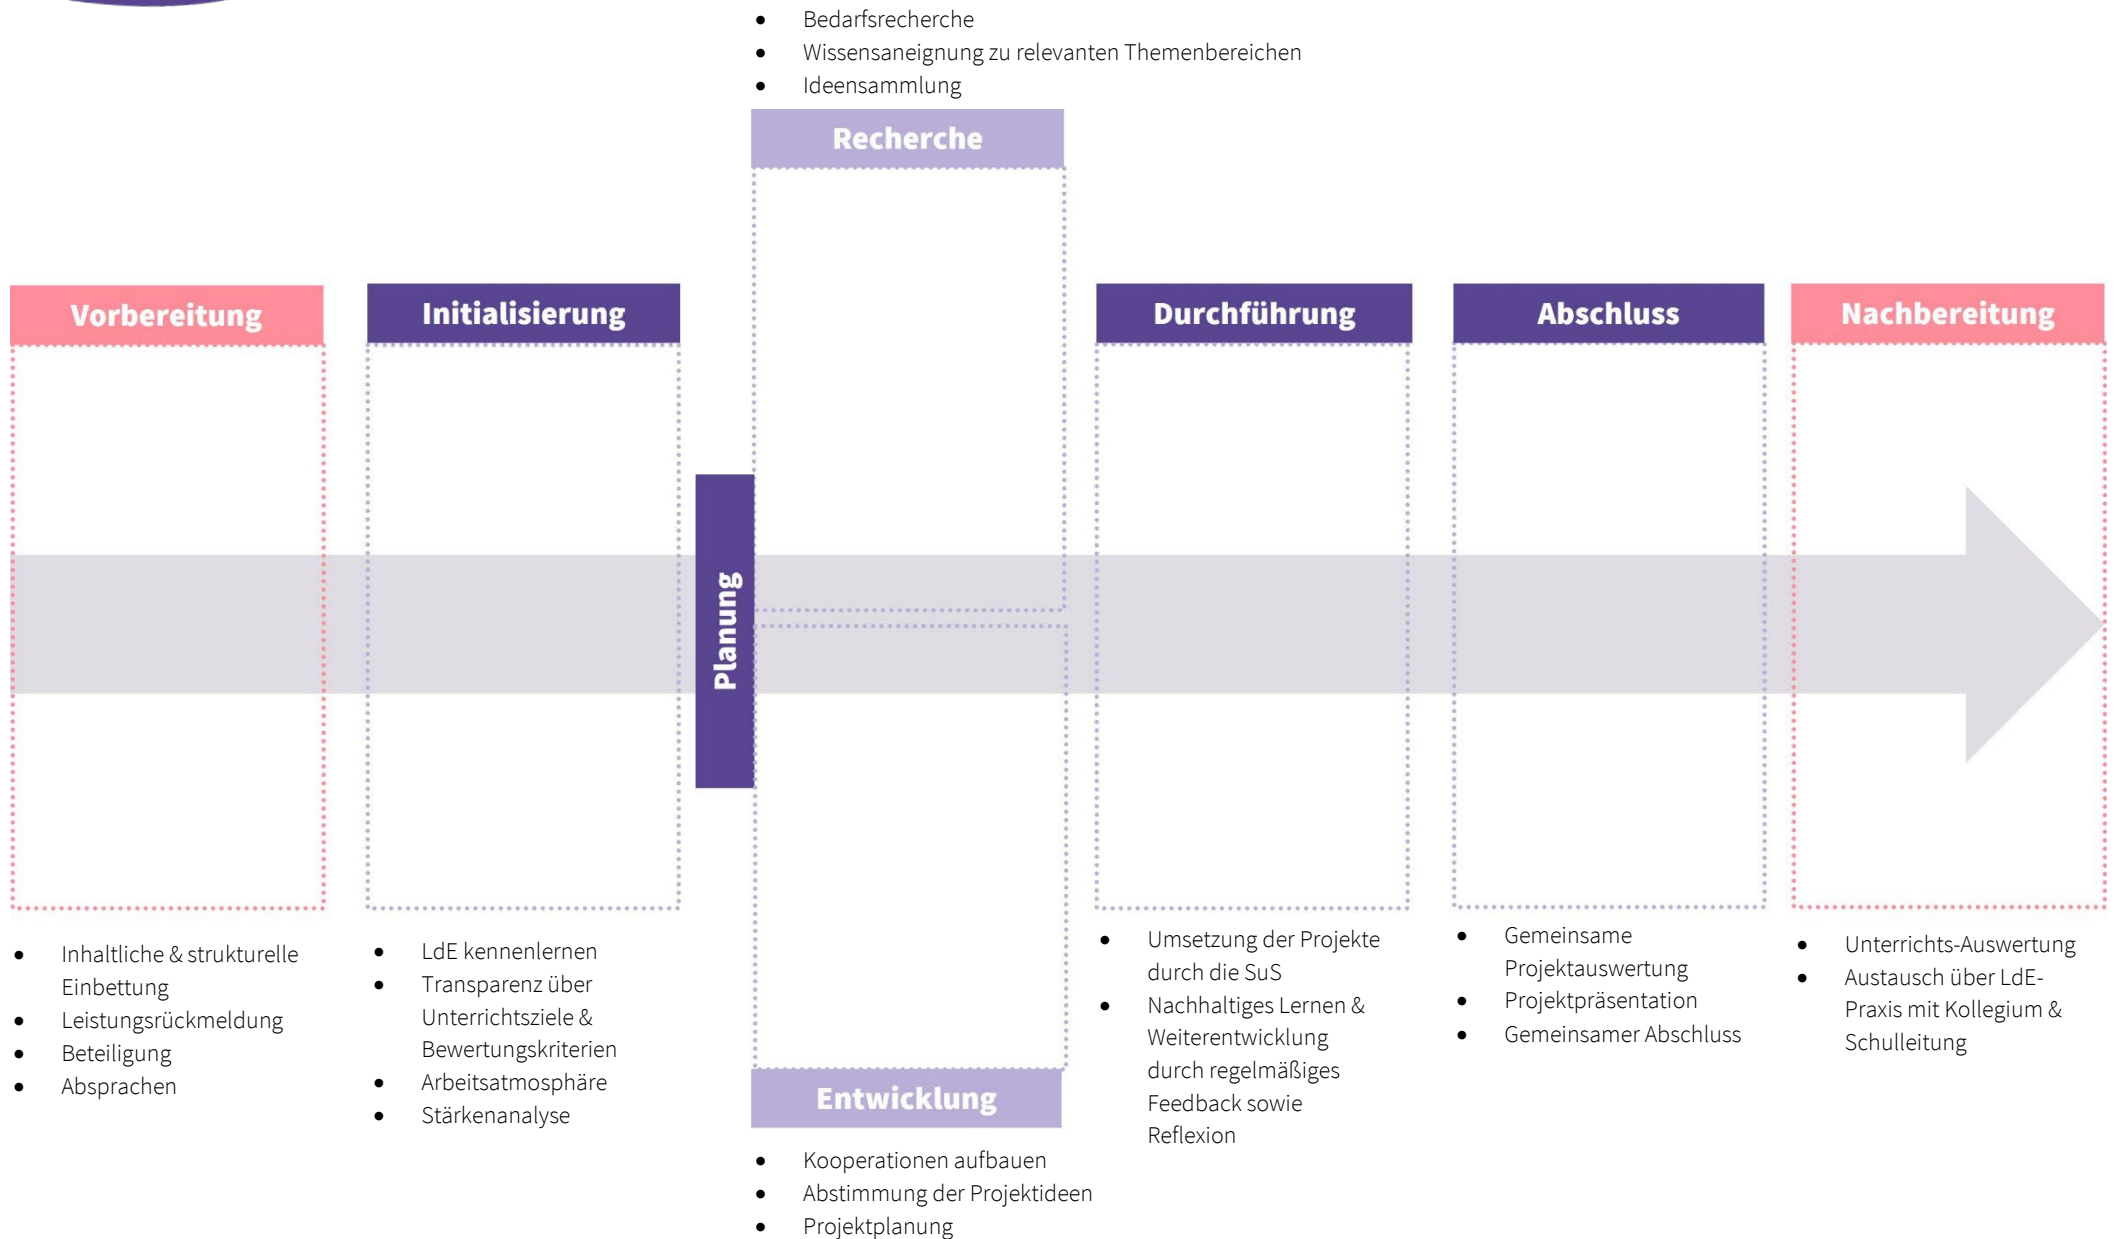 • Bedarfsrecherche
• Wissensaneignung zu relevanten Themenbereichen
• Ideensammlung
Recherche
Vorbereitung
Initialisierung
Planung
Durchführung
Abschluss
Nachbereitung
• Inhaltliche & strukturelle
Einbettung
• Leistungsrückmeldung
• Beteiligung
• Absprachen
• LdE kennenlernen
• Transparenz über
Unterrichtsziele &
Bewertungskriterien
• Arbeitsatmosphäre
• Stärkenanalyse
Entwicklung
• Kooperationen aufbauen
• Abstimmung der Projektideen
• Projektplanung
• Umsetzung der Projekte
durch die SuS
• Nachhaltiges Lernen &
Weiterentwicklung
durch regelmäßiges
Feedback sowie
Reflexion
• Gemeinsame
Projektauswertung
• Projektpräsentation
• Gemeinsamer Abschluss
• Unterrichts-Auswertung
• Austausch über LdE-
Praxis mit Kollegium &
Schulleitung